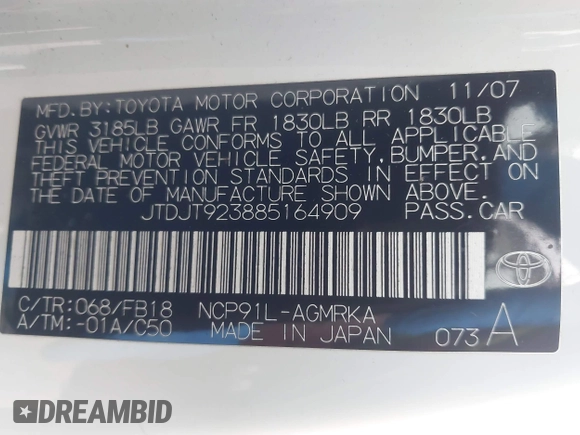 MFD. BY: TOYOTA MOTOR CORPORATION 11/07
GVWR 3185LB GAWR FR 1830LB RR 1830LB
THIS VEHICLE CONFORMS TO ALL APPLICABLE
FEDERAL MOTOR VEHICLE SAFETY, BUMPER, AND
THEFT PREVENTION STANDARDS IN EFFECT ON
THE DATE OF MANUFACTURE SHOWN ABOVE.
JTDJT923885164909 PASS. CAR
C/TR: 068/FB18 NCP91L-AGMRKA
A/TM: -01A/C50 MADE IN JAPAN 073 A
DREAMBID